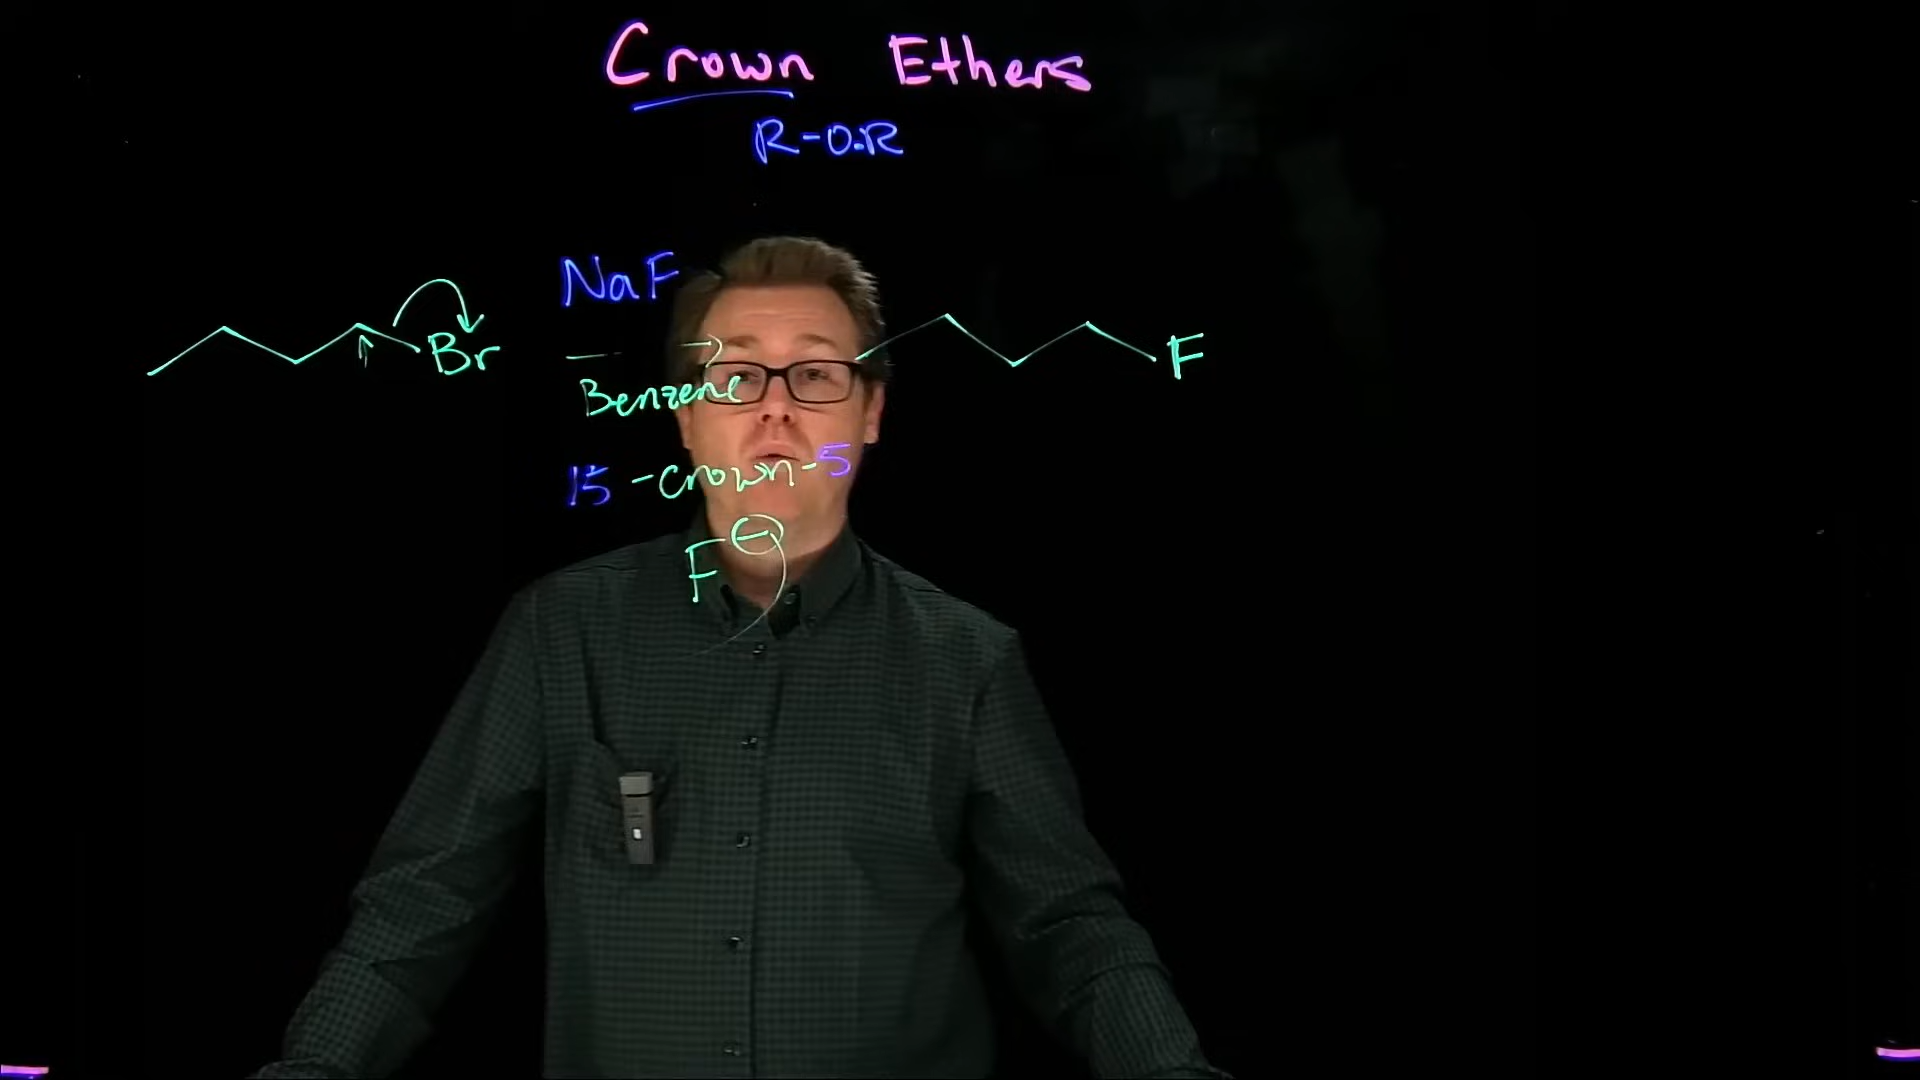 Crown Ethers
R-O-R
NaF
Br
Benzene
F
15-crown-5
F⊖